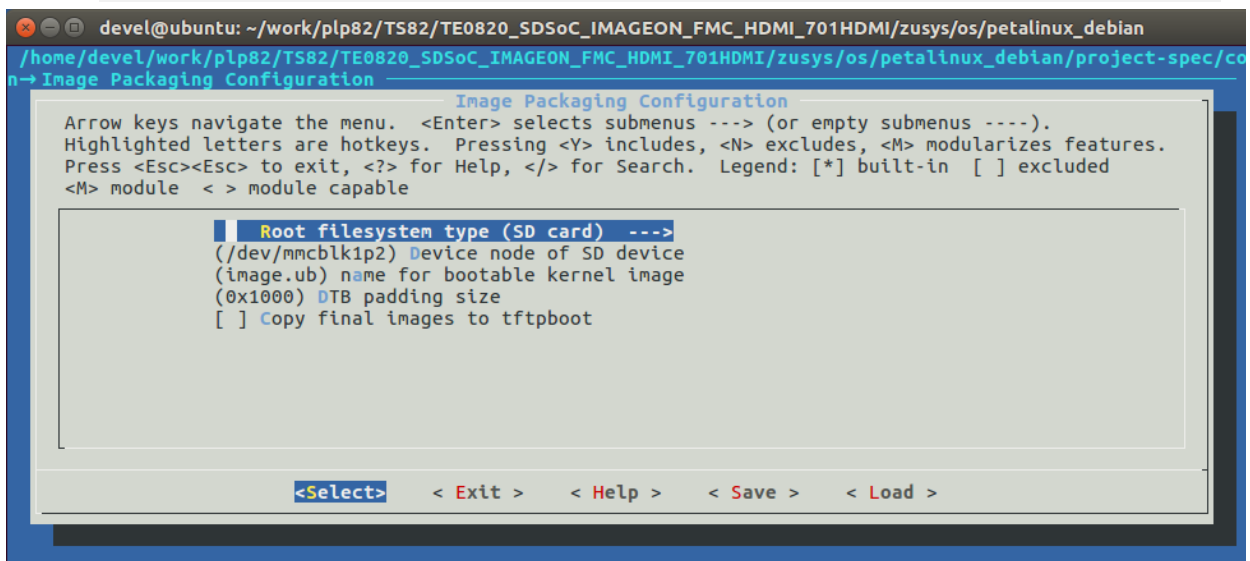 devel@ubuntu: ~/work/plp82/TS82/TE0820_SDSoC_IMAGEON_FMC_HDMI_701HDMI/zusys/os/petalinux_debian
/home/devel/work/plp82/TS82/TE0820_SDSoC_IMAGEON_FMC_HDMI_701HDMI/zusys/os/petalinux_debian/project-spec/co
n→ Image Packaging Configuration
Image Packaging Configuration
Arrow keys navigate the menu.  <Enter> selects submenus ---> (or empty submenus ----).
Highlighted letters are hotkeys.  Pressing <Y> includes, <N> excludes, <M> modularizes features.
Press <Esc><Esc> to exit, <?> for Help, </> for Search.  Legend: [*] built-in  [ ] excluded
<M> module  < > module capable
Root filesystem type (SD card)  --->
(/dev/mmcblk1p2) Device node of SD device
(image.ub) name for bootable kernel image
(0x1000) DTB padding size
[ ] Copy final images to tftpboot
<Select>    < Exit >    < Help >    < Save >    < Load >